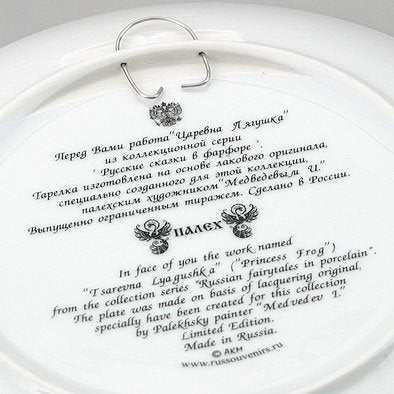 Перед Вами работа "Царевна Лягушка"
из коллекционной серии
"Русские сказки в фарфоре".
Тарелка изготовлена на основе лакового оригинала,
специально созданного для этой коллекции,
палехским художником "Медведевым И."
Выпущенно ограниченным тиражем. Сделано в России.
ПАЛЕХ
In face of you the work named
"Tsarevna Lyagushka" ("Princess Frog")
from the collection series "Russian fairytales in porcelain".
The plate was made on basis of lacquering original,
specially have been created for this collection
by Palekhsky painter "Medvedev I."
Limited Edition.
Made in Russia.
© АКМ
www.russouvenirs.ru